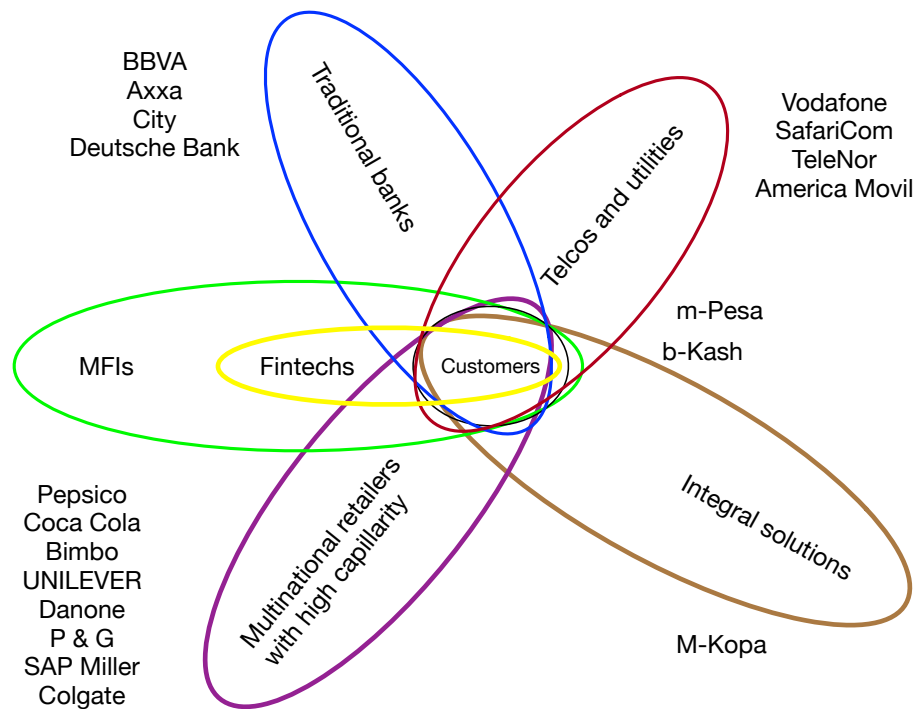 BBVA
Axxa
City
Deutsche Bank
Traditional banks
Telcos and utilities
Vodafone
SafariCom
TeleNor
America Movil
m-Pesa
b-Kash
MFIs
Fintechs
Customers
Integral solutions
Multinational retailers
with high capillarity
Pepsico
Coca Cola
Bimbo
UNILEVER
Danone
P & G
SAP Miller
Colgate
M-Kopa